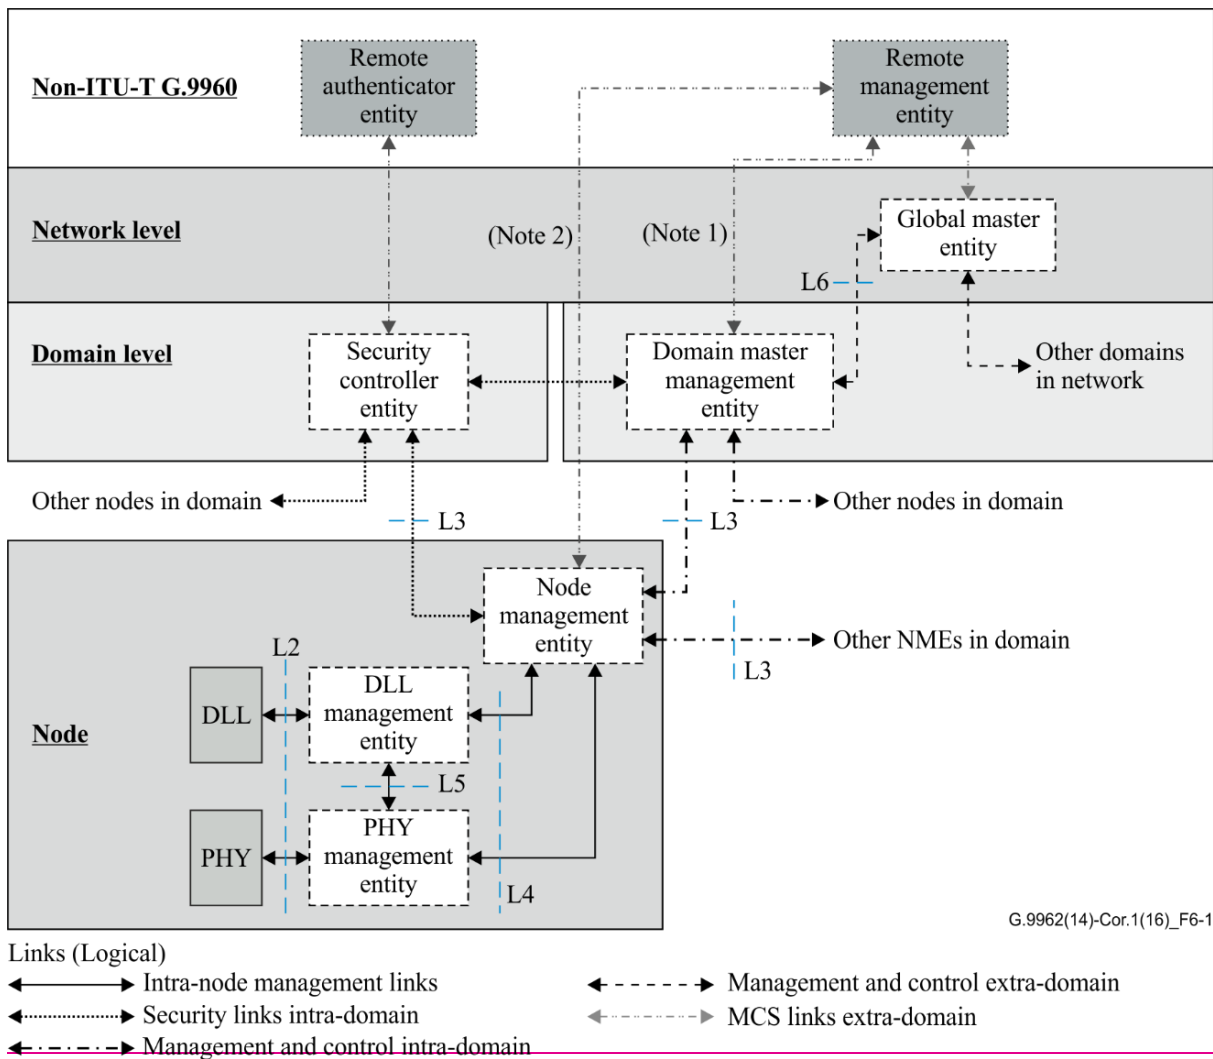 Non-ITU-T G.9960
Remote
authenticator
entity
Remote
management
entity
Network level
(Note 2)
(Note 1)
Global master
entity
L6
Domain level
Security
controller
entity
Domain master
management
entity
Other domains
in network
Other nodes in domain
L3
L3
Other nodes in domain
Node
management
entity
Other NMEs in domain
L3
L2
Node
DLL
DLL
management
entity
L5
PHY
PHY
management
entity
L4
G.9962(14)-Cor.1(16)_F6-1
Links (Logical)
Intra-node management links
Management and control extra-domain
Security links intra-domain
MCS links extra-domain
Management and control intra-domain